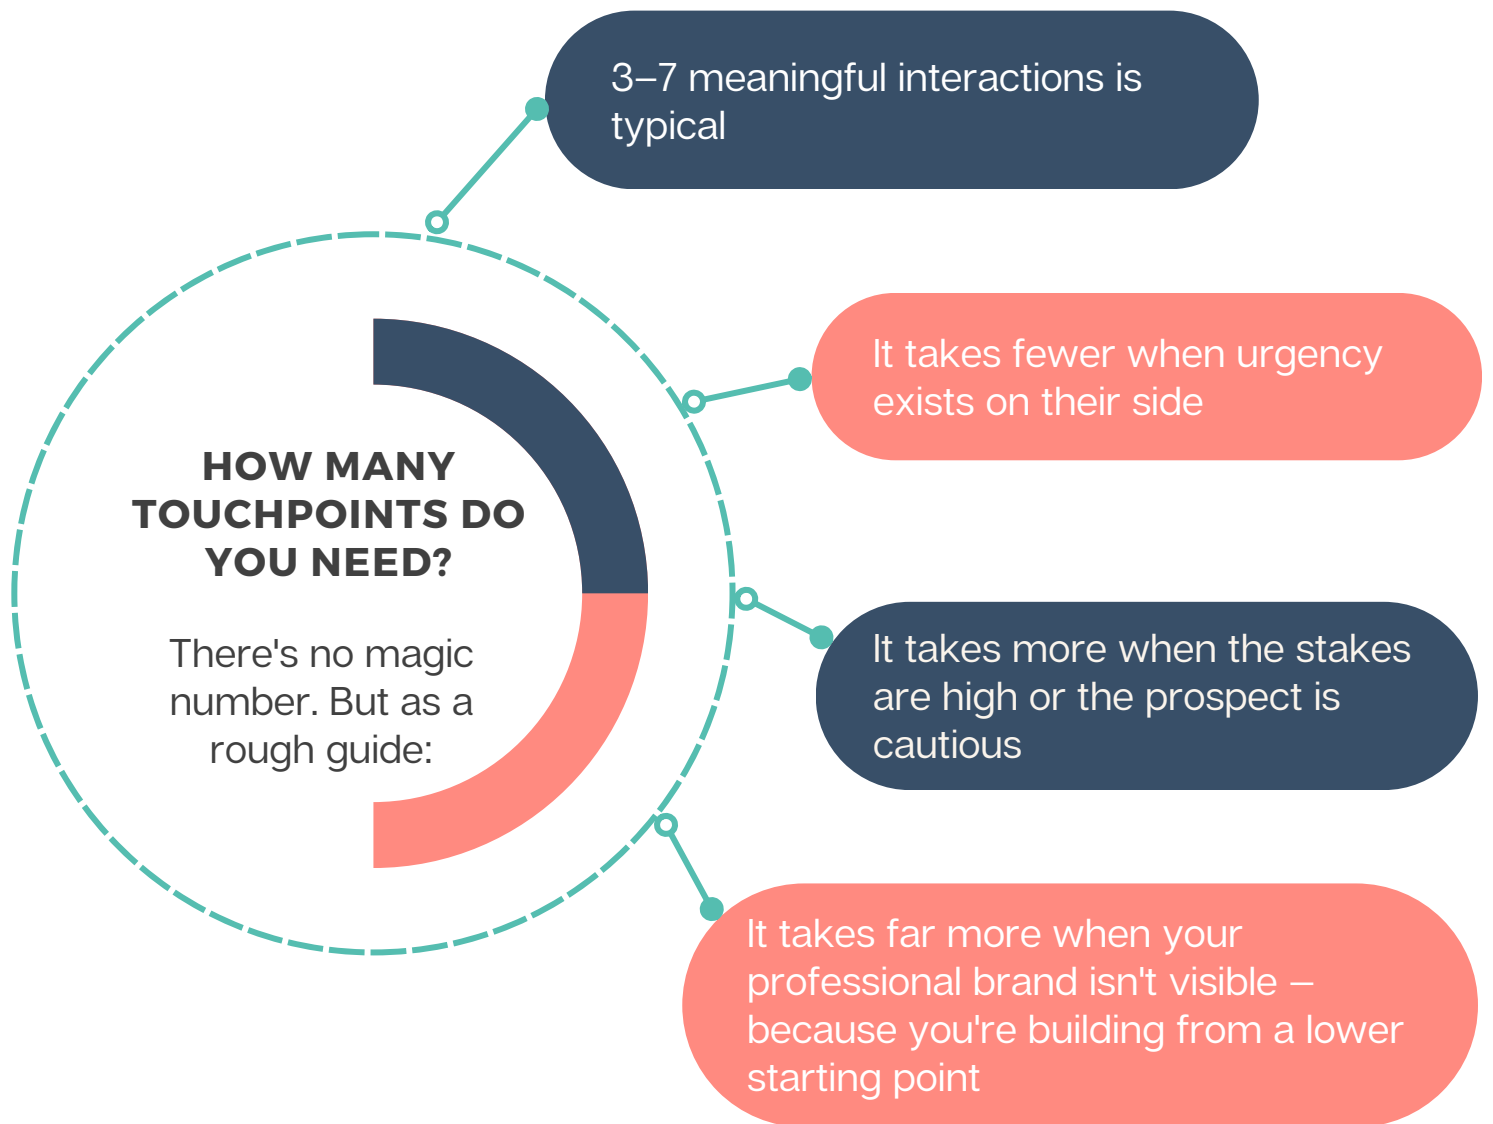 HOW MANY
TOUCHPOINTS DO
YOU NEED?
There's no magic
number. But as a
rough guide:
3–7 meaningful interactions is
typical
It takes fewer when urgency
exists on their side
It takes more when the stakes
are high or the prospect is
cautious
It takes far more when your
professional brand isn't visible –
because you're building from a lower
starting point